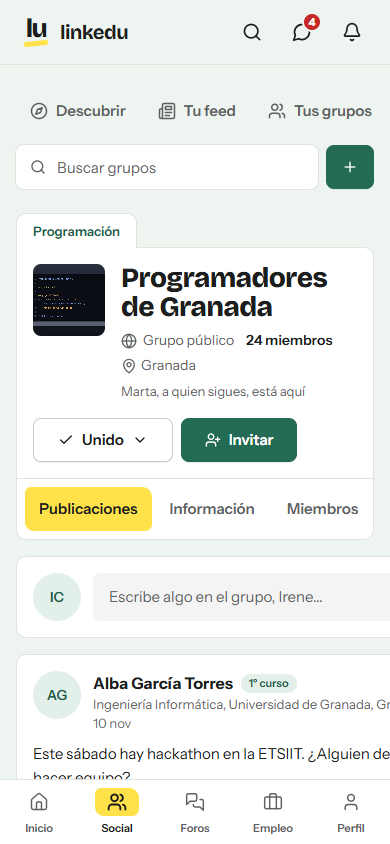 lu linkedu
4
Descubrir Tu feed Tus grupos
Buscar grupos
Programación
Programadores
de Granada
Grupo público 24 miembros
Granada
Marta, a quien sigues, está aquí
Unido Invitar
Publicaciones Información Miembros
IC Escribe algo en el grupo, Irene...
AG Alba García Torres 1º curso
Ingeniería Informática, Universidad de Granada, Gr
10 nov
Este sábado hay hackathon en la ETSIIT. ¿Alguien de
hacer equipo?
Inicio Social Foros Empleo Perfil